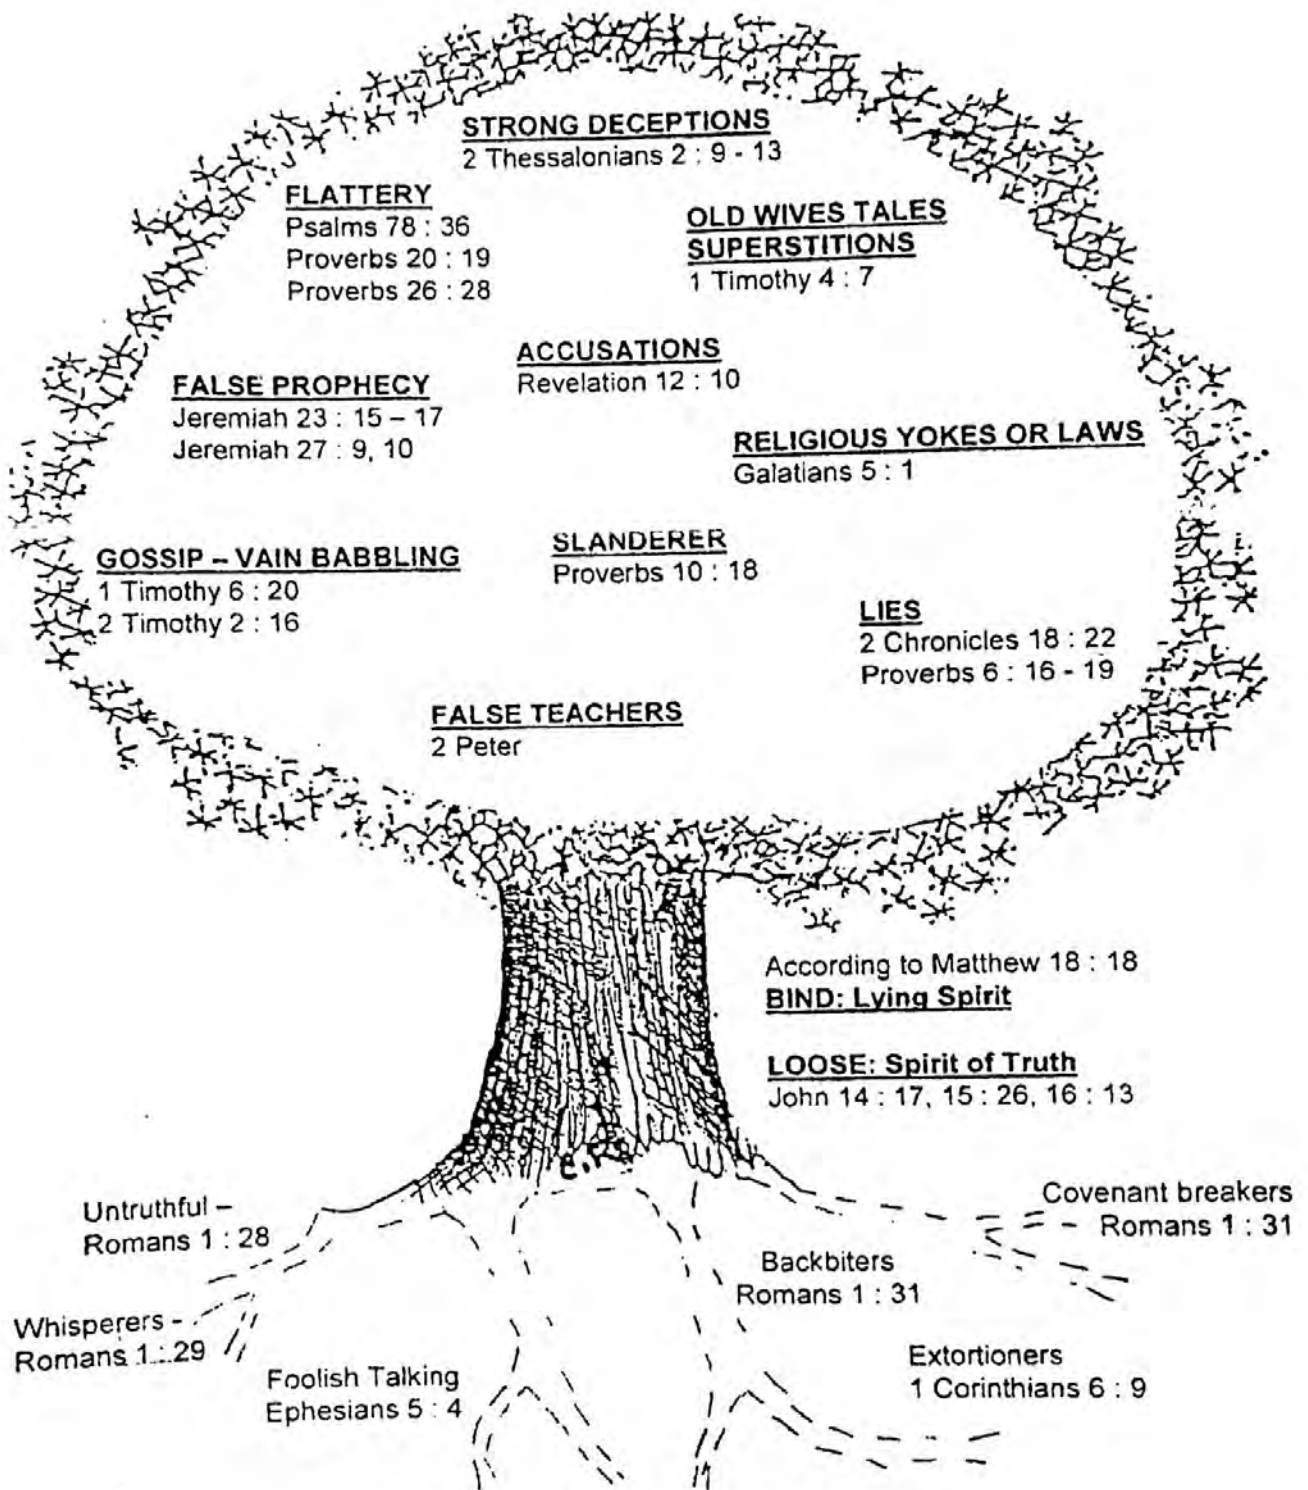 STRONG DECEPTIONS
2 Thessalonians 2 : 9 - 13
FLATTERY
Psalms 78 : 36
Proverbs 20 : 19
Proverbs 26 : 28
OLD WIVES TALES
SUPERSTITIONS
1 Timothy 4 : 7
ACCUSATIONS
Revelation 12 : 10
FALSE PROPHECY
Jeremiah 23 : 15 – 17
Jeremiah 27 : 9, 10
RELIGIOUS YOKES OR LAWS
Galatians 5 : 1
GOSSIP – VAIN BABBLING
1 Timothy 6 : 20
2 Timothy 2 : 16
SLANDERER
Proverbs 10 : 18
LIES
2 Chronicles 18 : 22
Proverbs 6 : 16 - 19
FALSE TEACHERS
2 Peter
According to Matthew 18 : 18
BIND: Lying Spirit
LOOSE: Spirit of Truth
John 14 : 17, 15 : 26, 16 : 13
Untruthful –
Romans 1 : 28
Whisperers -
Romans 1 : 29
Foolish Talking
Ephesians 5 : 4
Backbiters
Romans 1 : 31
Covenant breakers
Romans 1 : 31
Extortioners
1 Corinthians 6 : 9